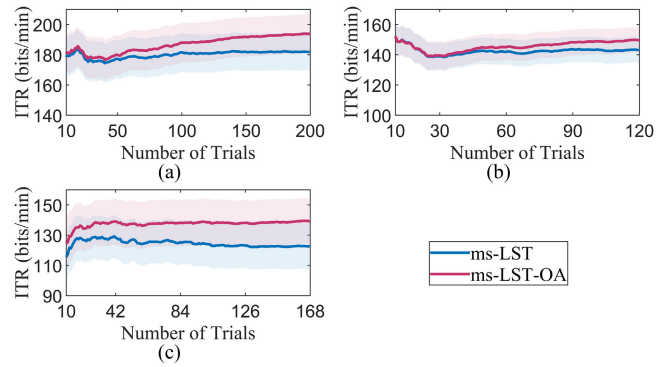 200
180
160
140
ITR (bits/min)
10 50 100 150 200
Number of Trials
(a)
160
140
120
100
ITR (bits/min)
10 30 60 90 120
Number of Trials
(b)
150
130
110
90
ITR (bits/min)
10 42 84 126 168
Number of Trials
(c)
ms-LST
ms-LST-OA